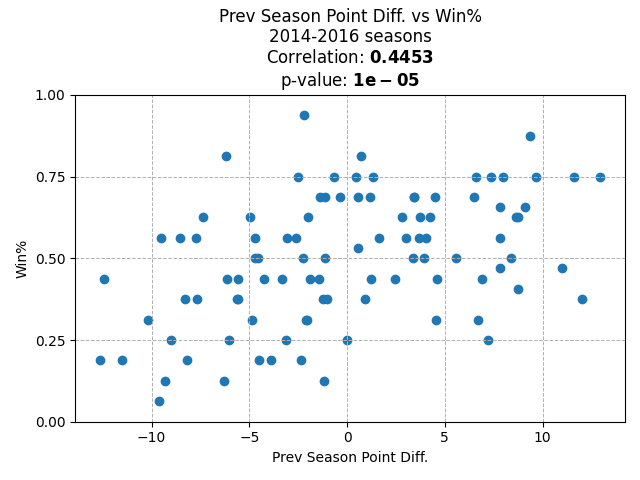 Prev Season Point Diff. vs Win%
2014-2016 seasons
Correlation: 0.4453
p-value: 1e − 05
1.00
0.75
0.50
0.25
0.00
Win%
−10 −5 0 5 10
Prev Season Point Diff.